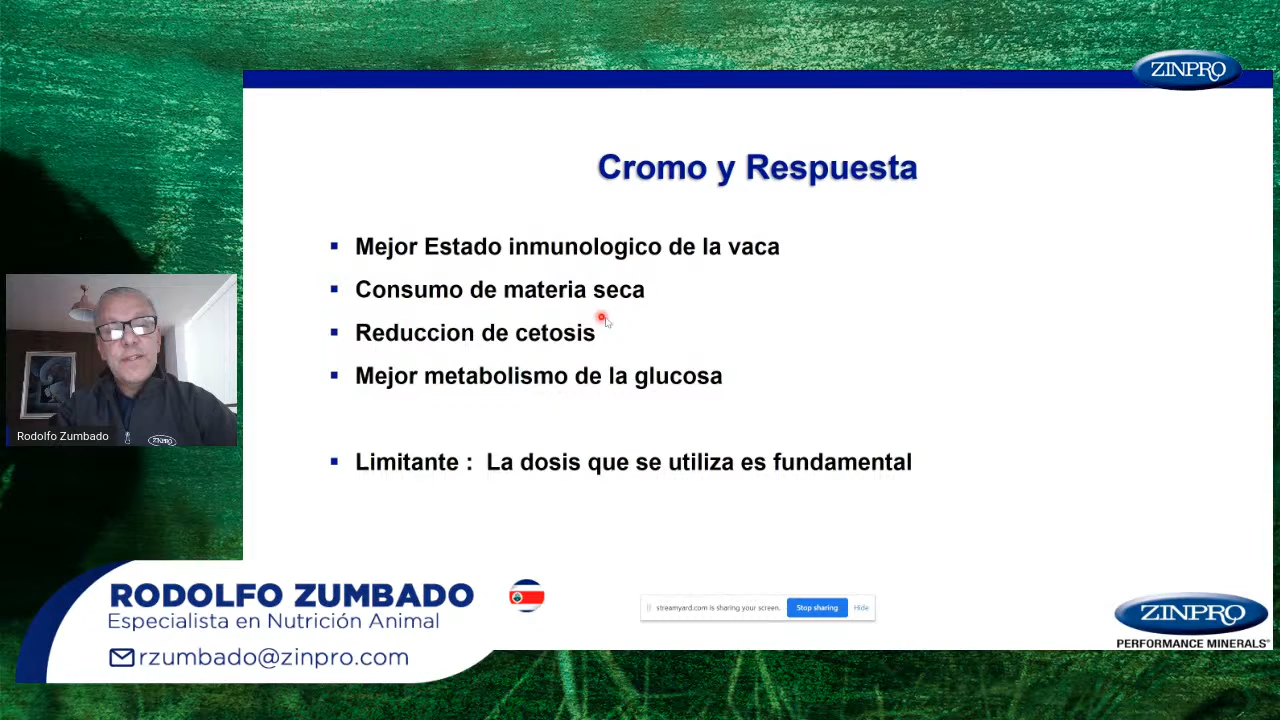 ZINPRO
Cromo y Respuesta
Mejor Estado inmunologico de la vaca
Consumo de materia seca
Reduccion de cetosis
Mejor metabolismo de la glucosa
Limitante : La dosis que se utiliza es fundamental
ZINPRO
Rodolfo Zumbado
RODOLFO ZUMBADO
Especialista en Nutrición Animal
rzumbado@zinpro.com
streamyard.com is sharing your screen. Stop sharing Hide
ZINPRO
PERFORMANCE MINERALS®